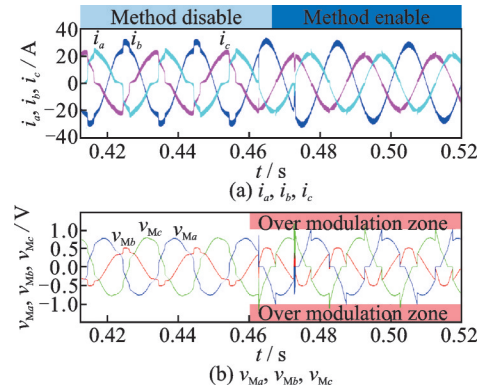 (a)
Method disable Method enable
40
20
0
−20
−40
i_a, i_b, i_c / A
i_a i_b i_c
0.42 0.44 0.46 0.48 0.50 0.52
t / s
(a) i_a, i_b, i_c
(b)
1.0
0.5
0.0
−0.5
−1.0
v_Ma, v_Mb, v_Mc / V
Over modulation zone
v_Mb v_Mc v_Ma
Over modulation zone
0.42 0.44 0.46 0.48 0.50 0.52
t / s
(b) v_Ma, v_Mb, v_Mc